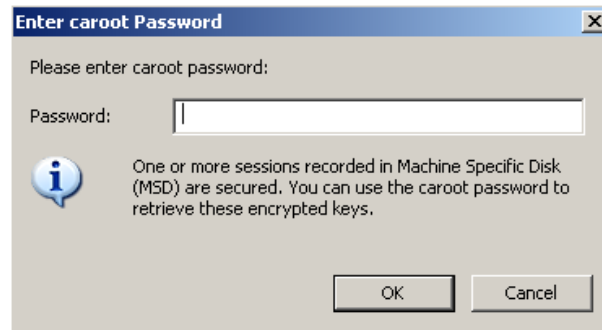 Enter caroot Password
Please enter caroot password:
Password:
One or more sessions recorded in Machine Specific Disk
(MSD) are secured. You can use the caroot password to
retrieve these encrypted keys.
OK
Cancel